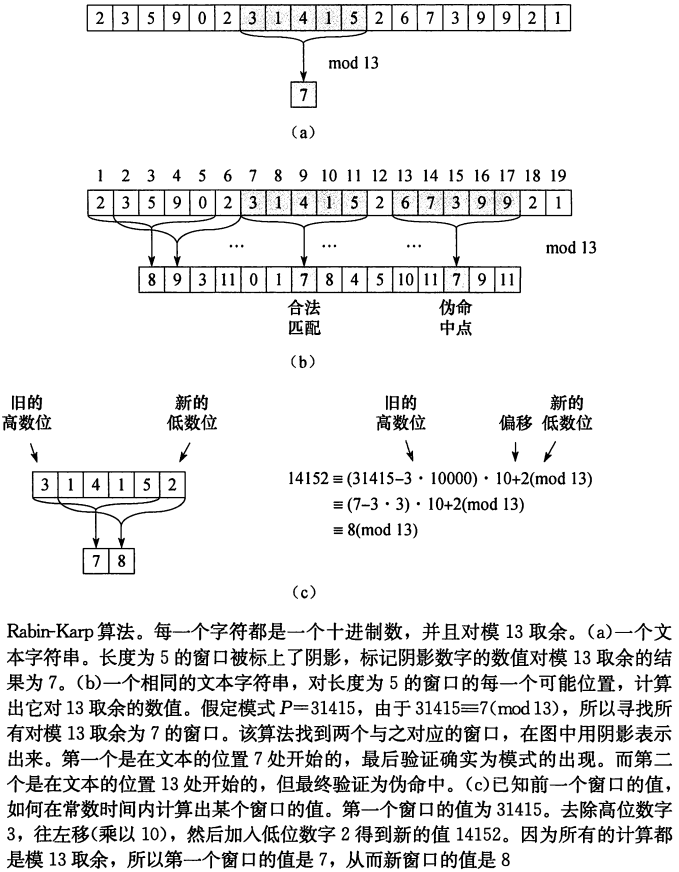 2 3 5 9 0 2 3 1 4 1 5 2 6 7 3 9 9 2 1
mod 13
7
(a)
1 2 3 4 5 6 7 8 9 10 11 12 13 14 15 16 17 18 19
2 3 5 9 0 2 3 1 4 1 5 2 6 7 3 9 9 2 1
… … …
mod 13
8 9 3 11 0 1 7 8 4 5 10 11 7 9 11
合法
匹配
伪命
中点
(b)
旧的
高数位
新的
低数位
3 1 4 1 5 2
7 8
旧的
高数位
偏移
新的
低数位
14152≡(31415-3·10000)·10+2(mod 13)
≡(7-3·3)·10+2(mod 13)
≡8(mod 13)
(c)
Rabin-Karp 算法。每一个字符都是一个十进制数，并且对模 13 取余。(a)一个文
本字符串。长度为 5 的窗口被标上了阴影，标记阴影数字的数值对模 13 取余的结
果为 7。(b)一个相同的文本字符串，对长度为 5 的窗口的每一个可能位置，计算
出它对 13 取余的数值。假定模式 P=31415，由于 31415≡7(mod 13)，所以寻找所
有对模 13 取余为 7 的窗口。该算法找到两个与之对应的窗口，在图中用阴影表示
出来。第一个是在文本的位置 7 处开始的，最后验证确实为模式的出现。而第二
个是在文本的位置 13 处开始的，但最终验证为伪命中。(c)已知前一个窗口的值，
如何在常数时间内计算出某个窗口的值。第一个窗口的值为 31415。去除高位数字
3，往左移(乘以 10)，然后加入低位数字 2 得到新的值 14152。因为所有的计算都
是模 13 取余，所以第一个窗口的值是 7，从而新窗口的值是 8